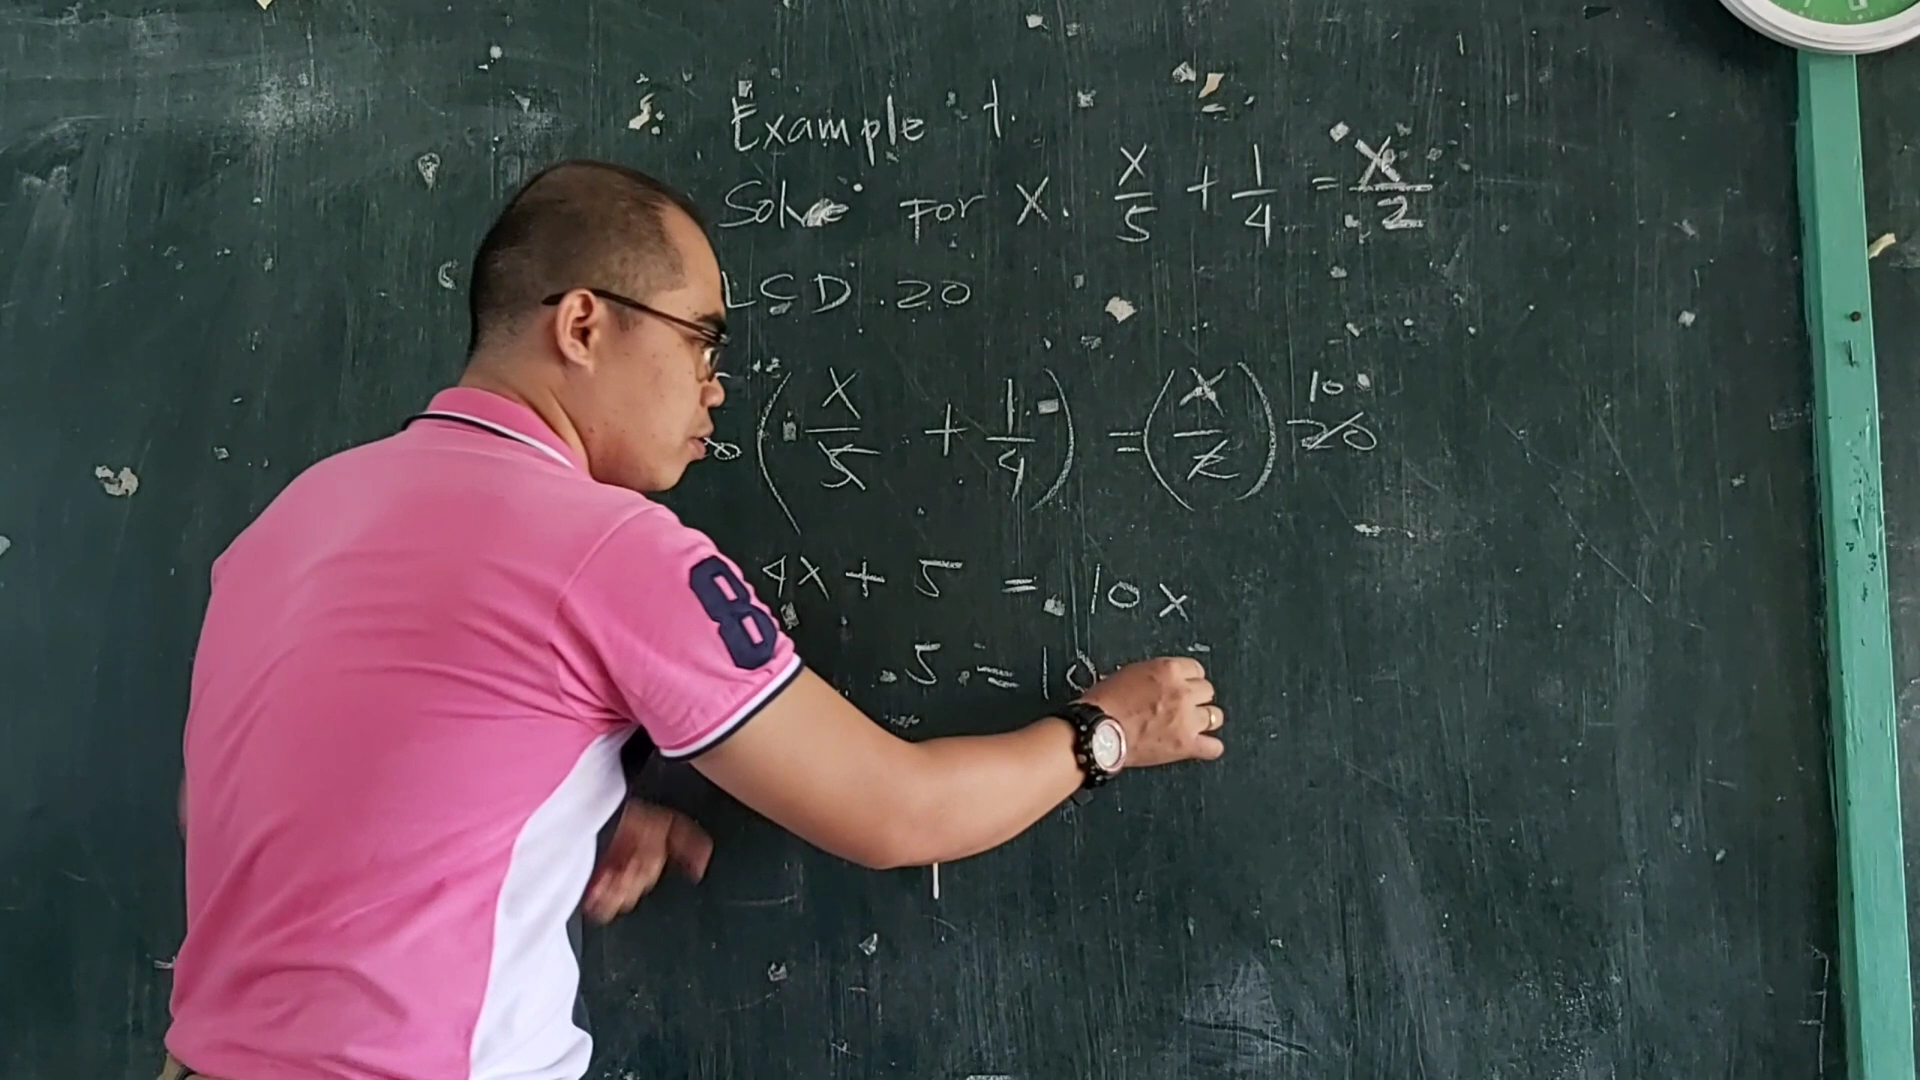 Example 1.
Solve For X. x/5 + 1/4 = x/2
LCD 20
(x/5 + 1/4) = (x/2) 20 10
4x + 5 = 10x
5 = 10
8